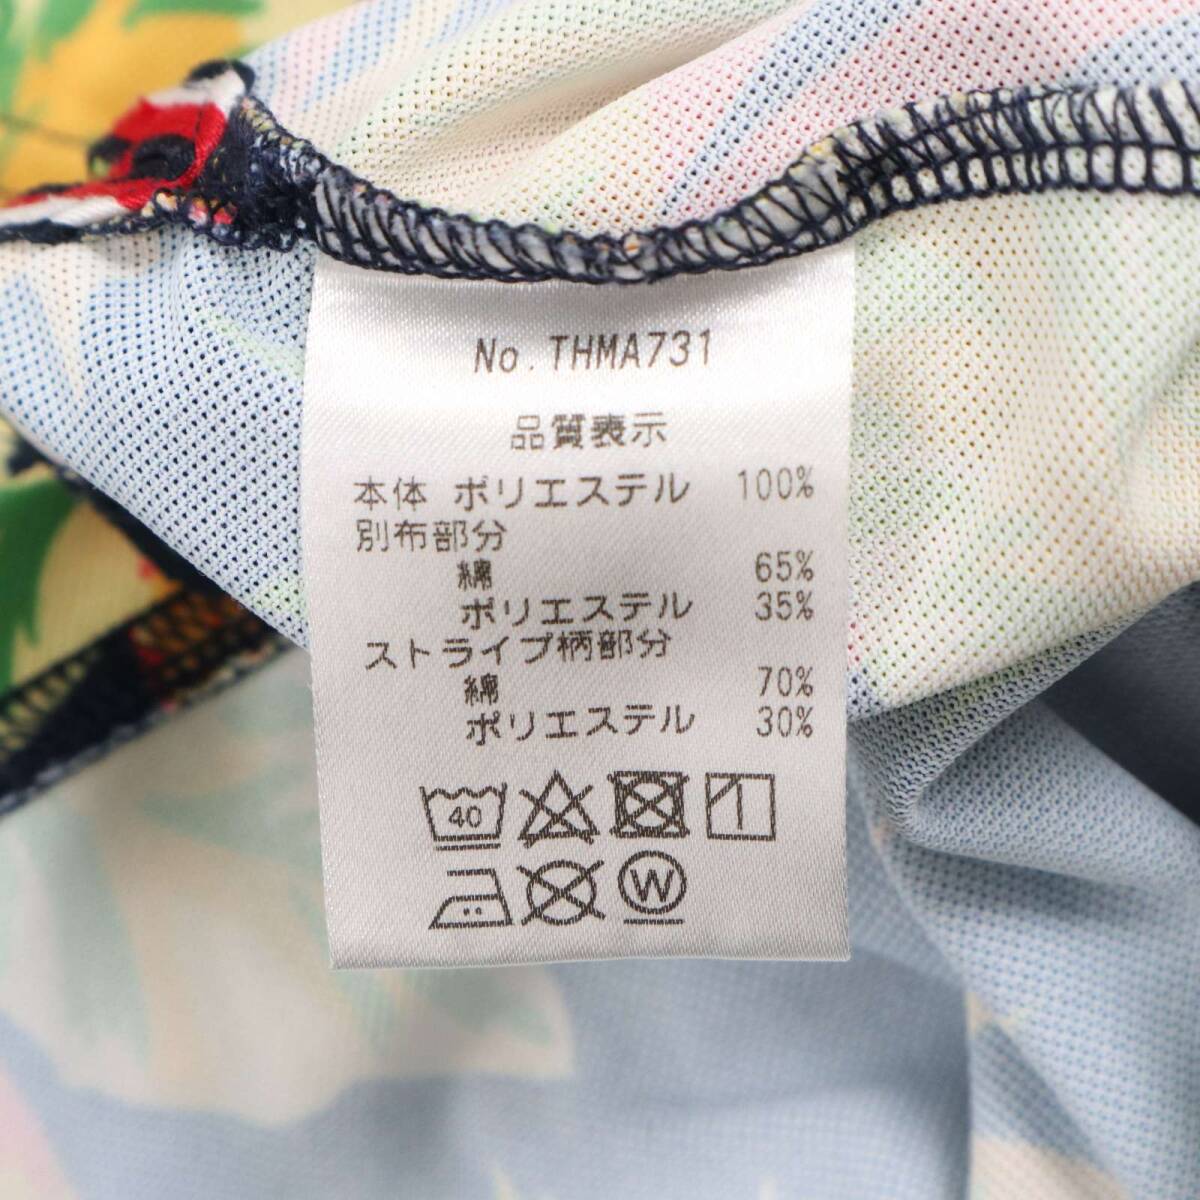 No.THMA731
品質表示
本体 ポリエステル 100%
別布部分
綿 65%
ポリエステル 35%
ストライプ柄部分
綿 70%
ポリエステル 30%
40
W